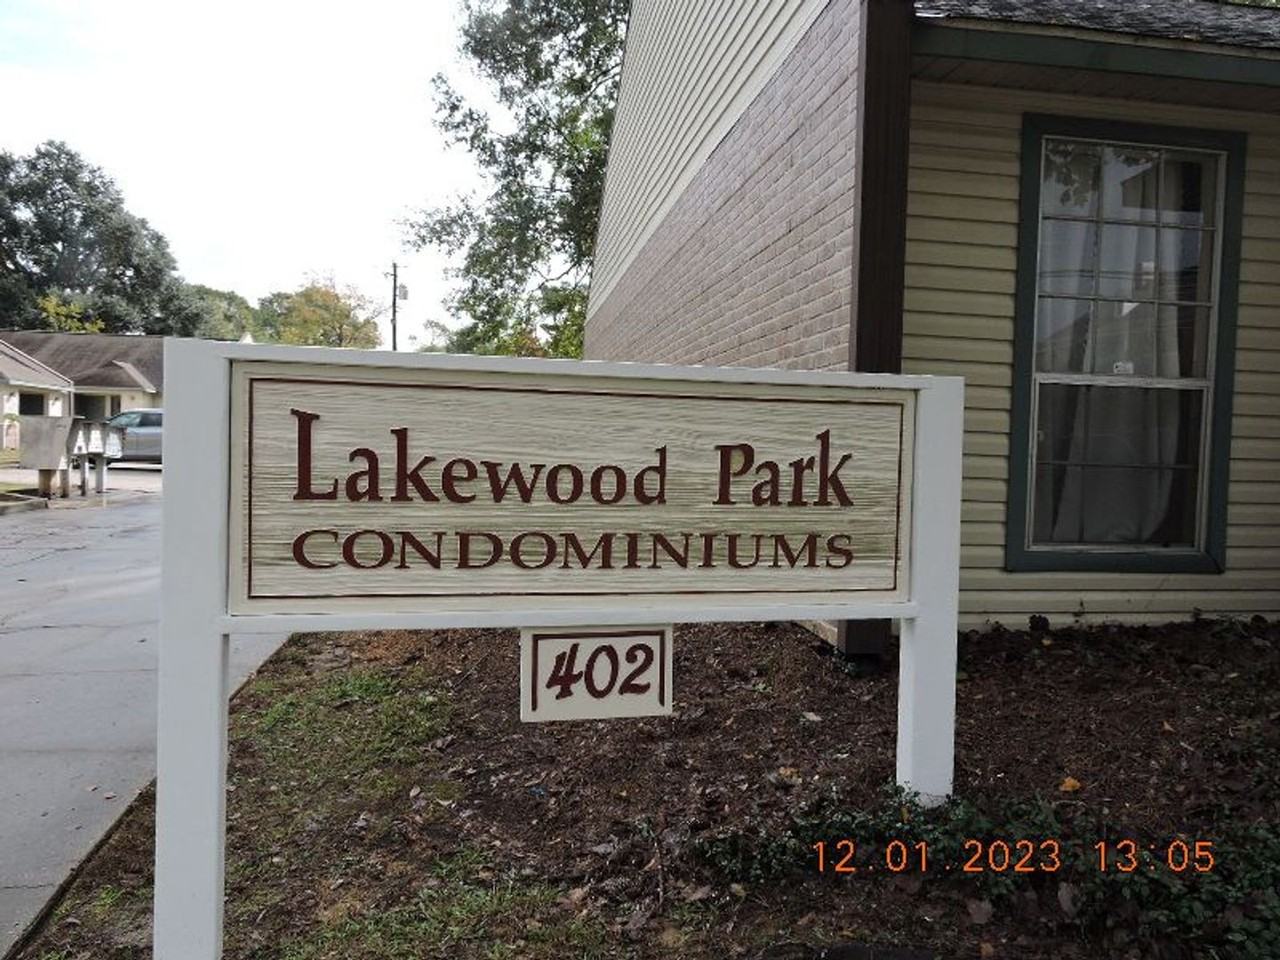 Lakewood Park
CONDOMINIUMS
402
12.01.2023 13:05